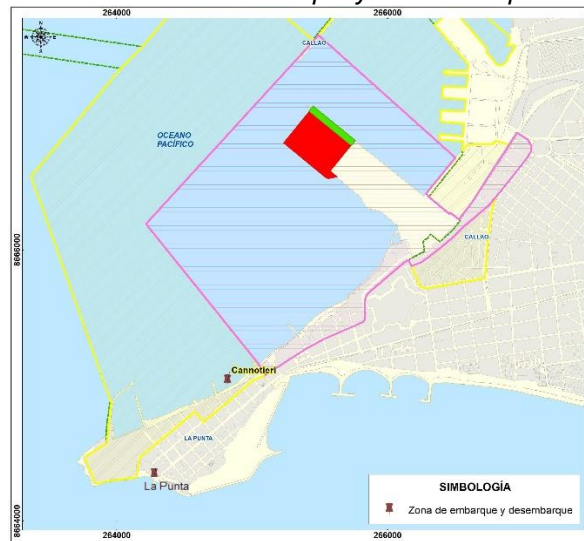 264000
266000
CALLAO
OCEANO
PACÍFICO
8666000
CALLAO
Cannotieri
LA PUNTA
La Punta
SIMBOLOGÍA
Zona de embarque y desembarque
8664000
264000
266000